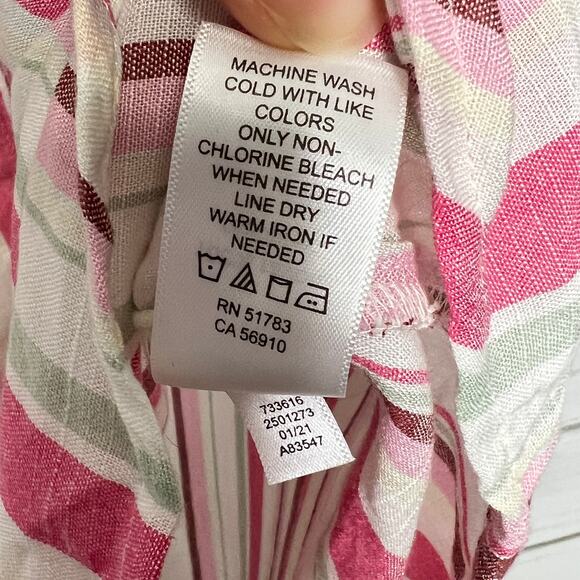 MACHINE WASH
COLD WITH LIKE
COLORS
ONLY NON-
CHLORINE BLEACH
WHEN NEEDED
LINE DRY
WARM IRON IF
NEEDED
RN 51783
CA 56910
733616
2501273
01/21
A83547